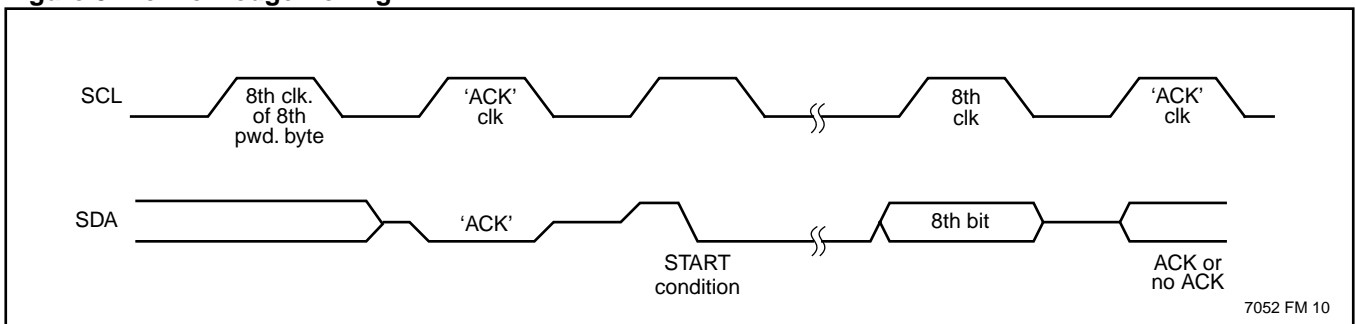 SCL
8th clk.
of 8th
pwd. byte
'ACK'
clk
8th
clk
'ACK'
clk
SDA
'ACK'
8th bit
START
condition
ACK or
no ACK
7052 FM 10